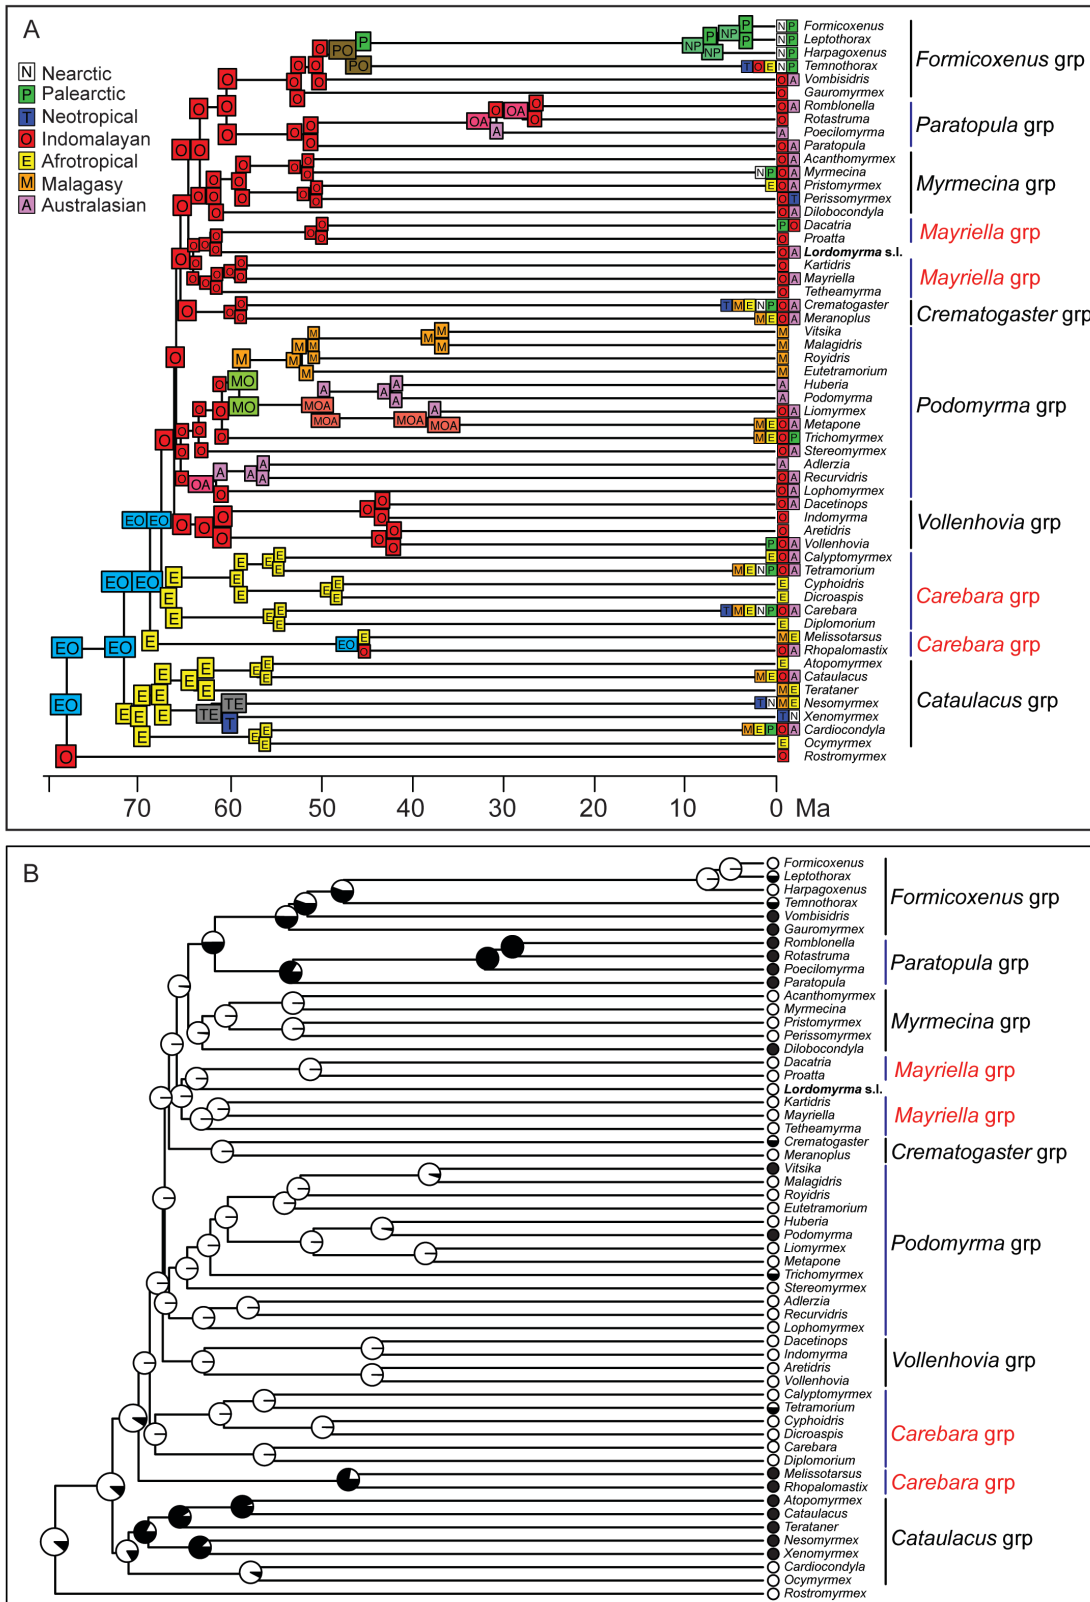 A
N Nearctic
P Palearctic
T Neotropical
O Indomalayan
E Afrotropical
M Malagasy
A Australasian
Formicoxenus
Leptothorax
Harpagoxenus
Temnothorax
Vombisidris
Gauromyrmex
Romblonella
Rotastruma
Poecilomyrma
Paratopula
Acanthomyrmex
Myrmecina
Pristomyrmex
Perissomyrmex
Dilobocondyla
Dacatria
Proatta
Lordomyrma s.l.
Kartidris
Mayriella
Tetheamyrma
Crematogaster
Meranoplus
Vitsika
Malagidris
Royidris
Eutetramorium
Huberia
Podomyrma
Liomyrmex
Metapone
Trichomyrmex
Stereomyrmex
Adlerzia
Recurvidris
Lophomyrmex
Dacetinops
Indomyrma
Aretidris
Vollenhovia
Calyptomyrmex
Tetramorium
Cyphoidris
Dicroaspis
Carebara
Diplomorium
Melissotarsus
Rhopalomastix
Atopomyrmex
Cataulacus
Terataner
Nesomyrmex
Xenomyrmex
Cardiocondyla
Ocymyrmex
Rostromyrmex
Formicoxenus grp
Paratopula grp
Myrmecina grp
Mayriella grp
Mayriella grp
Crematogaster grp
Podomyrma grp
Vollenhovia grp
Carebara grp
Carebara grp
Cataulacus grp
70 60 50 40 30 20 10 0 Ma
B
Formicoxenus
Leptothorax
Harpagoxenus
Temnothorax
Vombisidris
Gauromyrmex
Romblonella
Rotastruma
Poecilomyrma
Paratopula
Acanthomyrmex
Myrmecina
Pristomyrmex
Perissomyrmex
Dilobocondyla
Dacatria
Proatta
Lordomyrma s.l.
Kartidris
Mayriella
Tetheamyrma
Crematogaster
Meranoplus
Vitsika
Malagidris
Royidris
Eutetramorium
Huberia
Podomyrma
Liomyrmex
Metapone
Trichomyrmex
Stereomyrmex
Adlerzia
Recurvidris
Lophomyrmex
Dacetinops
Indomyrma
Aretidris
Vollenhovia
Calyptomyrmex
Tetramorium
Cyphoidris
Dicroaspis
Carebara
Diplomorium
Melissotarsus
Rhopalomastix
Atopomyrmex
Cataulacus
Terataner
Nesomyrmex
Xenomyrmex
Cardiocondyla
Ocymyrmex
Rostromyrmex
Formicoxenus grp
Paratopula grp
Myrmecina grp
Mayriella grp
Mayriella grp
Crematogaster grp
Podomyrma grp
Vollenhovia grp
Carebara grp
Carebara grp
Cataulacus grp